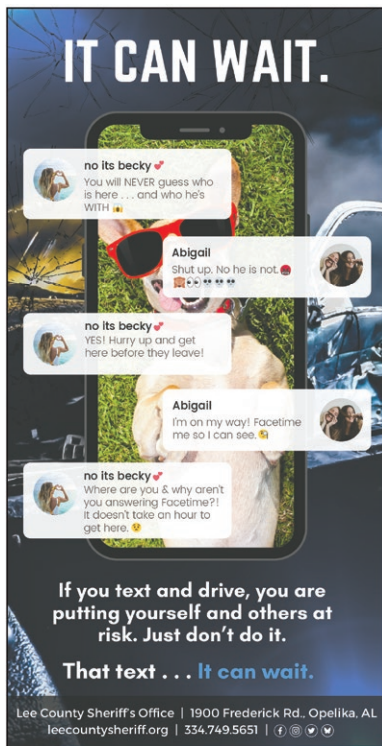 IT CAN WAIT.
no its becky 💕
You will NEVER guess who
is here . . . and who he's
WITH 😱
Abigail
Shut up. No he is not.🤬
🙈👀💀💀💀
no its becky 💕
YES! Hurry up and get
here before they leave!
Abigail
I'm on my way! Facetime
me so I can see. 🧐
no its becky 💕
Where are you & why aren't
you answering Facetime?!
It doesn't take an hour to
get here. 😟
If you text and drive, you are
putting yourself and others at
risk. Just don't do it.
That text . . . It can wait.
Lee County Sheriff's Office | 1900 Frederick Rd., Opelika, AL
leecountysheriff.org | 334.749.5651 |